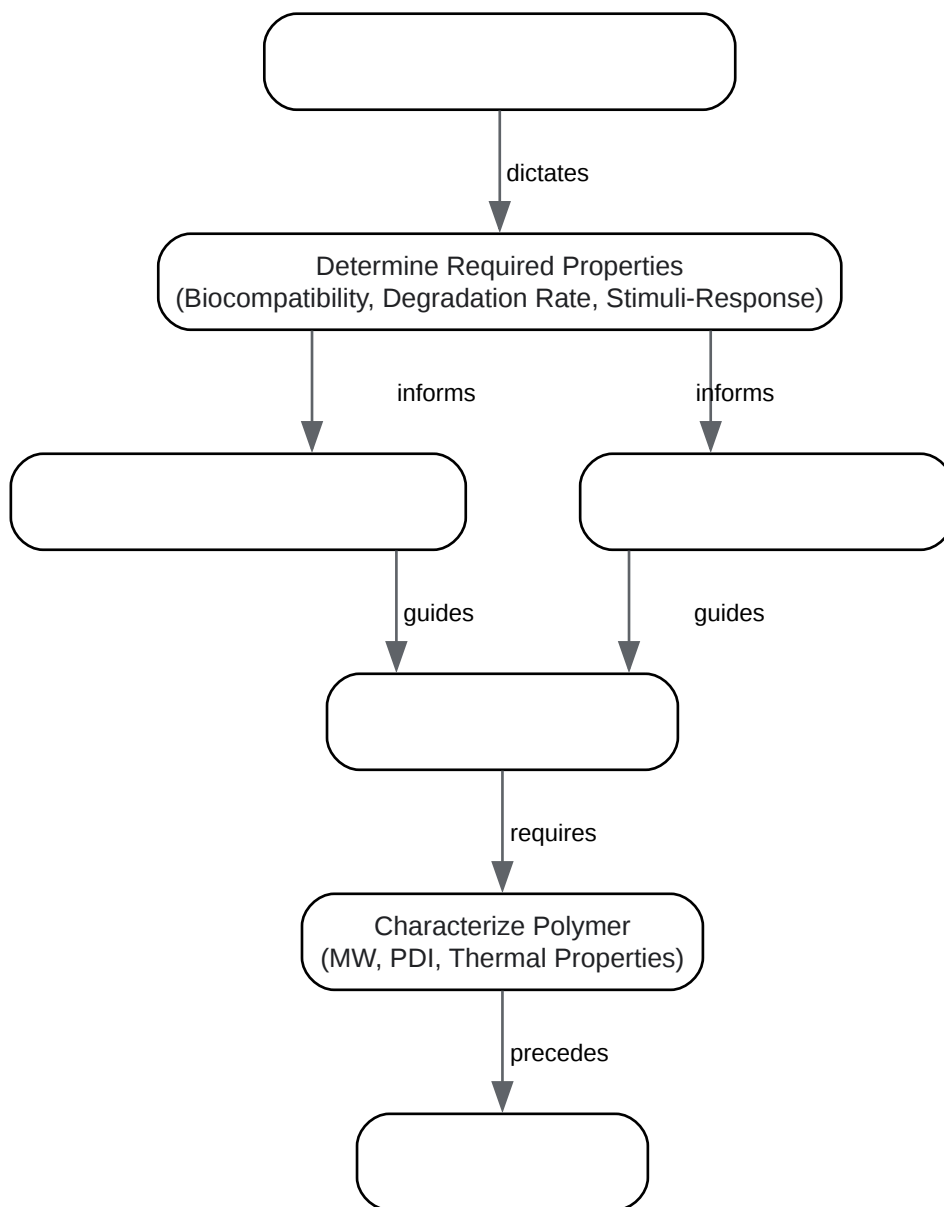 dictates
Determine Required Properties
(Biocompatibility, Degradation Rate, Stimuli-Response)
informs
informs
guides
guides
requires
Characterize Polymer
(MW, PDI, Thermal Properties)
precedes